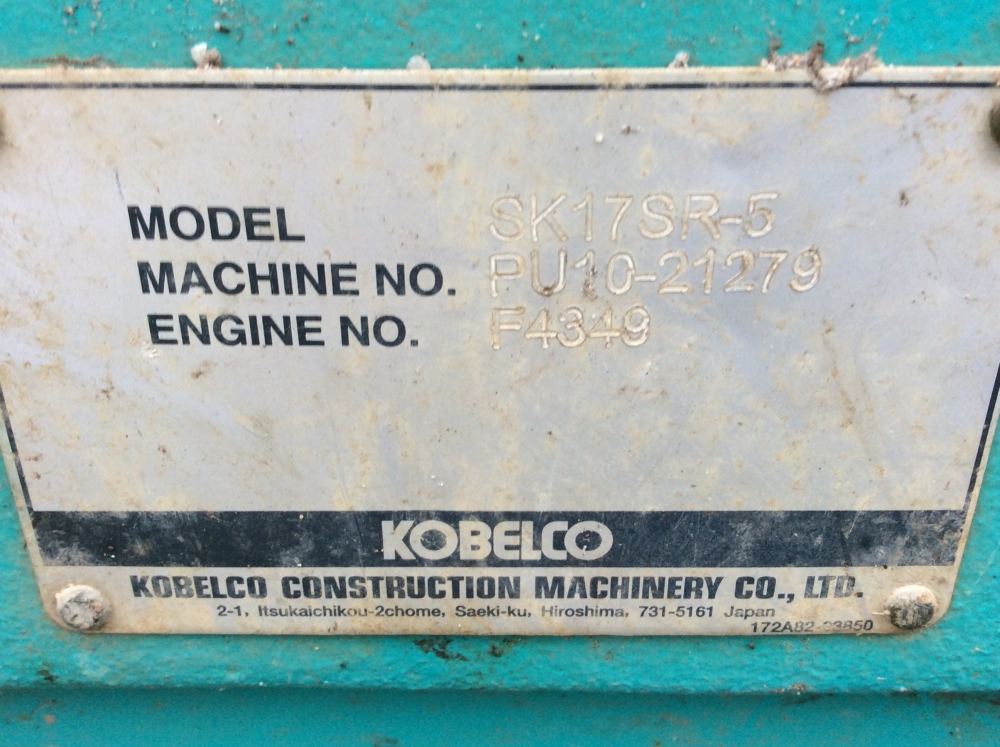 MODEL SK17SR-5
MACHINE NO. PU10-21279
ENGINE NO. F4349
KOBELCO
KOBELCO CONSTRUCTION MACHINERY CO., LTD.
2-1, Itsukaichikou-2chome, Saeki-ku, Hiroshima, 731-5161 Japan